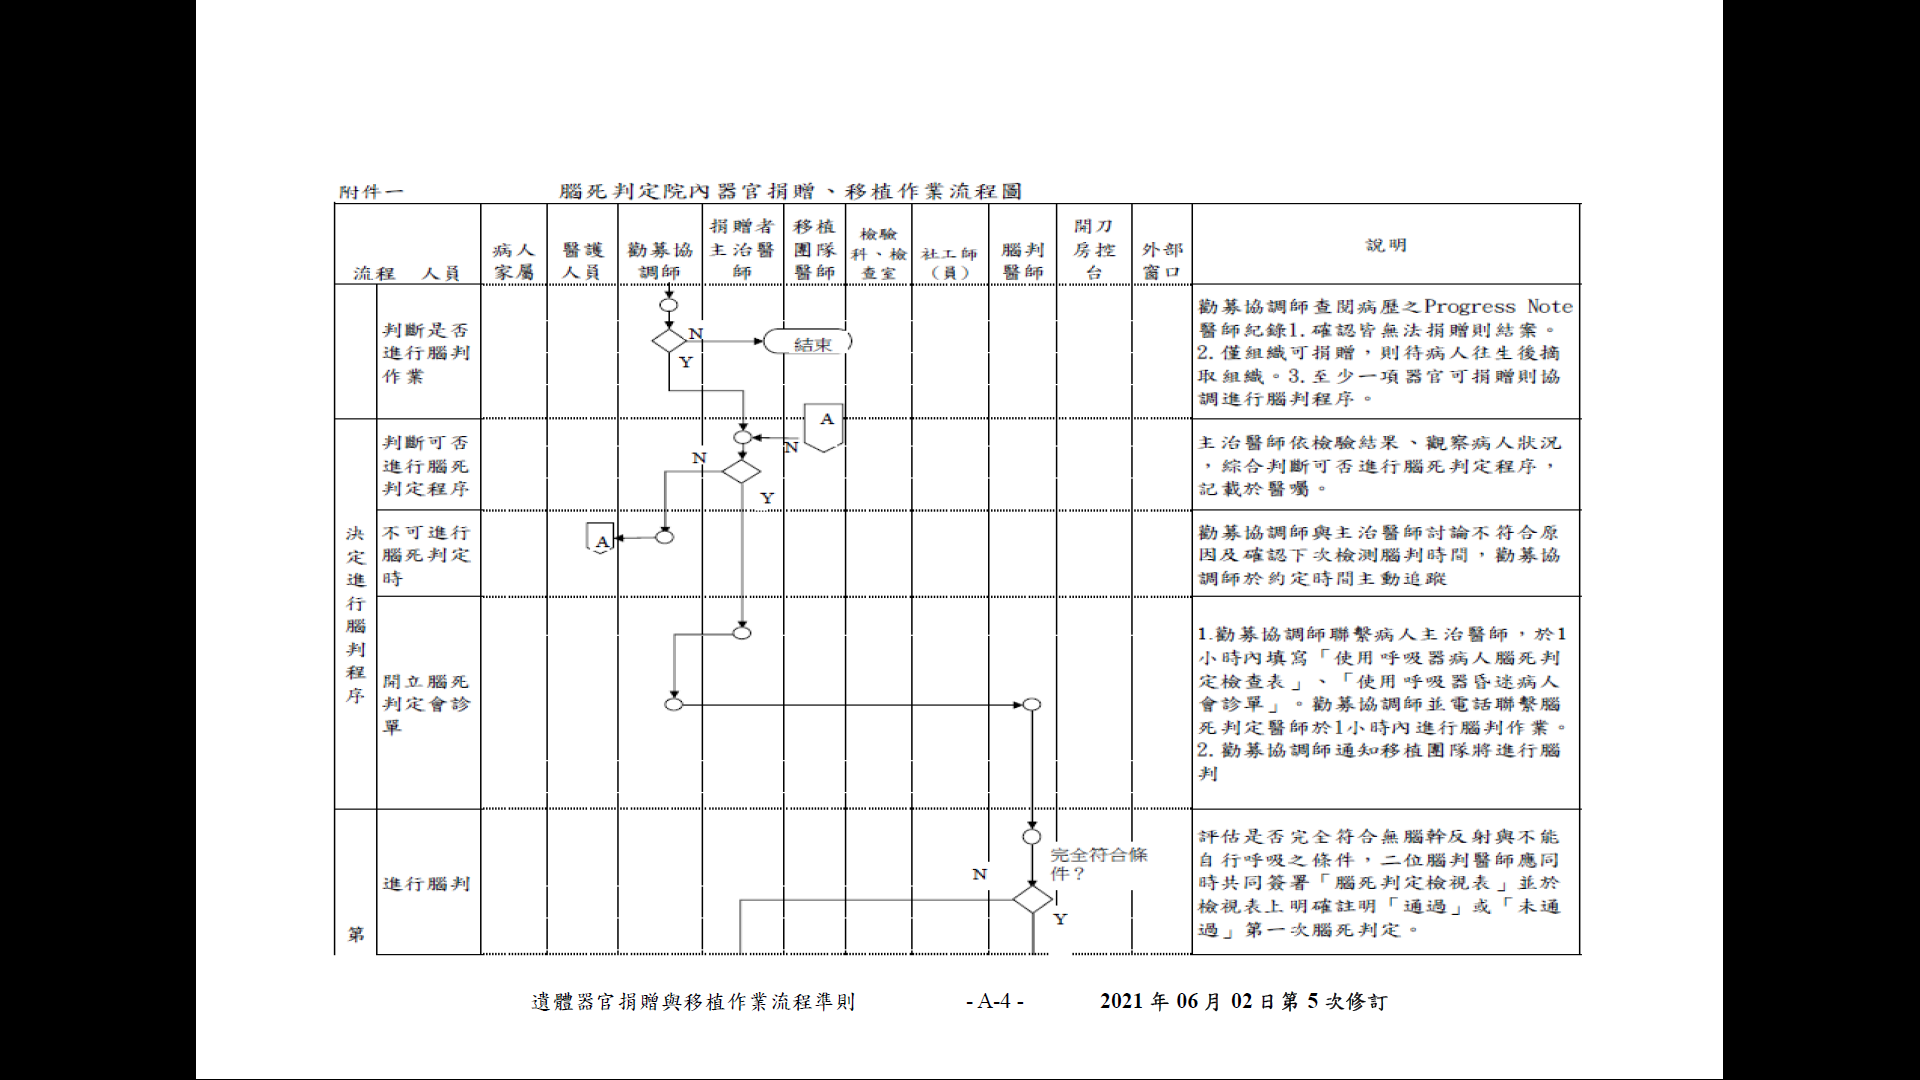 附件一
腦死判定院內器官捐贈、移植作業流程圖
流程 人員
病人
家屬
醫護
人員
勸募協
調師
捐贈者
主治醫
師
移植
團隊
醫師
檢驗
科、檢
查室
社工師
（員）
腦判
醫師
開刀
房控
台
外部
窗口
說明
判斷是否
進行腦判
作業
N
Y
結束
勸募協調師查閱病歷之Progress Note
醫師紀錄1.確認皆無法捐贈則結案。
2.僅組織可捐贈，則待病人往生後摘
取組織。3.至少一項器官可捐贈則協
調進行腦判程序。
決
定
進
行
腦
判
程
序
判斷可否
進行腦死
判定程序
A
N
N
Y
主治醫師依檢驗結果、觀察病人狀況
，綜合判斷可否進行腦死判定程序，
記載於醫囑。
不可進行
腦死判定
時
A
勸募協調師與主治醫師討論不符合原
因及確認下次檢測腦判時間，勸募協
調師於約定時間主動追蹤
開立腦死
判定會診
單
1.勸募協調師聯繫病人主治醫師，於1
小時內填寫「使用呼吸器病人腦死判
定檢查表」、「使用呼吸器昏迷病人
會診單」。勸募協調師並電話聯繫腦
死判定醫師於1小時內進行腦判作業。
2.勸募協調師通知移植團隊將進行腦
判
第
進行腦判
完全符合條
件？
N
Y
評估是否完全符合無腦幹反射與不能
自行呼吸之條件，二位腦判醫師應同
時共同簽署「腦死判定檢視表」並於
檢視表上明確註明「通過」或「未通
過」第一次腦死判定。
遺體器官捐贈與移植作業流程準則
- A-4 -
2021 年 06 月 02 日第 5 次修訂